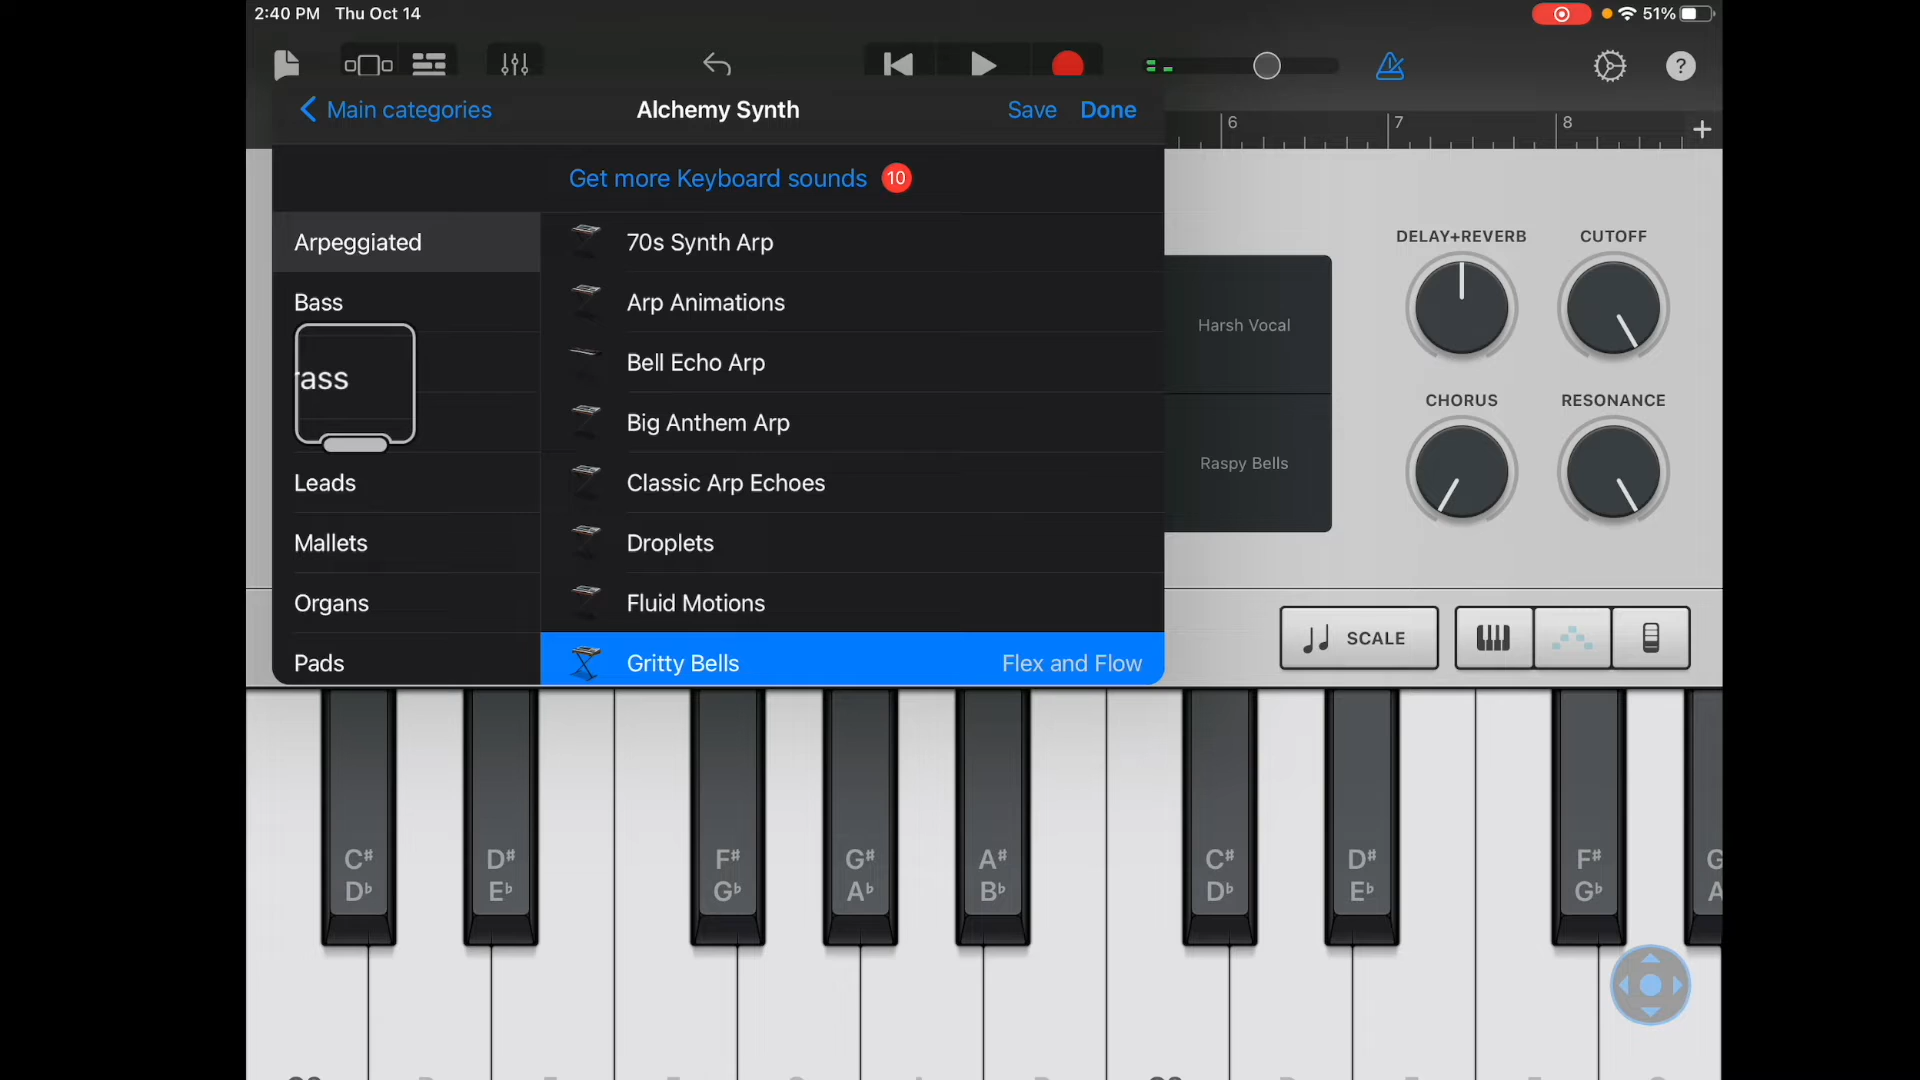 2:40 PM Thu Oct 14
51%
?
Main categories
Alchemy Synth
Save
Done
6
7
8
+
Get more Keyboard sounds
10
Arpeggiated
Bass
ass
Leads
Mallets
Organs
Pads
70s Synth Arp
Arp Animations
Bell Echo Arp
Big Anthem Arp
Classic Arp Echoes
Droplets
Fluid Motions
Gritty Bells
Flex and Flow
Harsh Vocal
Raspy Bells
DELAY+REVERB
CUTOFF
CHORUS
RESONANCE
SCALE
C# D# F# G# A# C# D# F# G
D♭ E♭ G♭ A♭ B♭ D♭ E♭ G♭ A